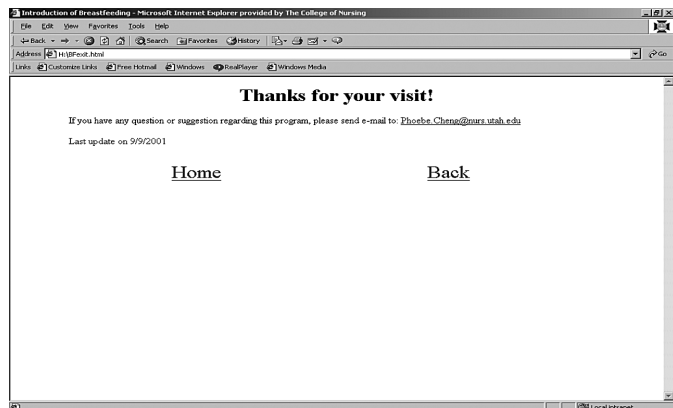 Introduction of Breastfeeding - Microsoft Internet Explorer provided by The College of Nursing
File Edit View Favorites Tools Help
Back Search Favorites History
Address H:\BFexit.html Go
Links Customize Links Free Hotmail Windows RealPlayer Windows Media
Thanks for your visit!
If you have any question or suggestion regarding this program, please send e-mail to: Phoebe.Cheng@nurs.utah.edu
Last update on 9/9/2001
Home Back
Local intranet